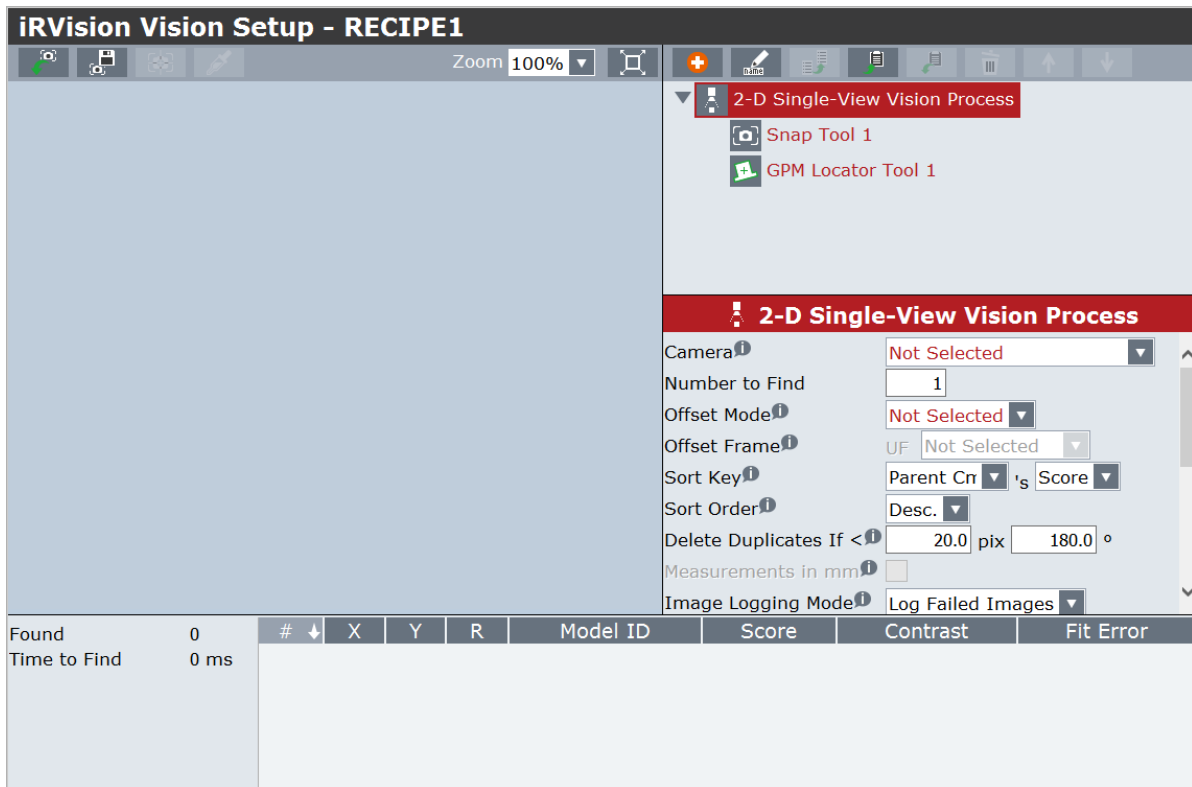 iRVision Vision Setup - RECIPE1
Zoom 100%
name
2-D Single-View Vision Process
Snap Tool 1
GPM Locator Tool 1
2-D Single-View Vision Process
Camera Not Selected
Number to Find 1
Offset Mode Not Selected
Offset Frame UF Not Selected
Sort Key Parent Cm 's Score
Sort Order Desc.
Delete Duplicates If < 20.0 pix 180.0 °
Measurements in mm
Image Logging Mode Log Failed Images
Found 0
Time to Find 0 ms
# X Y R Model ID Score Contrast Fit Error